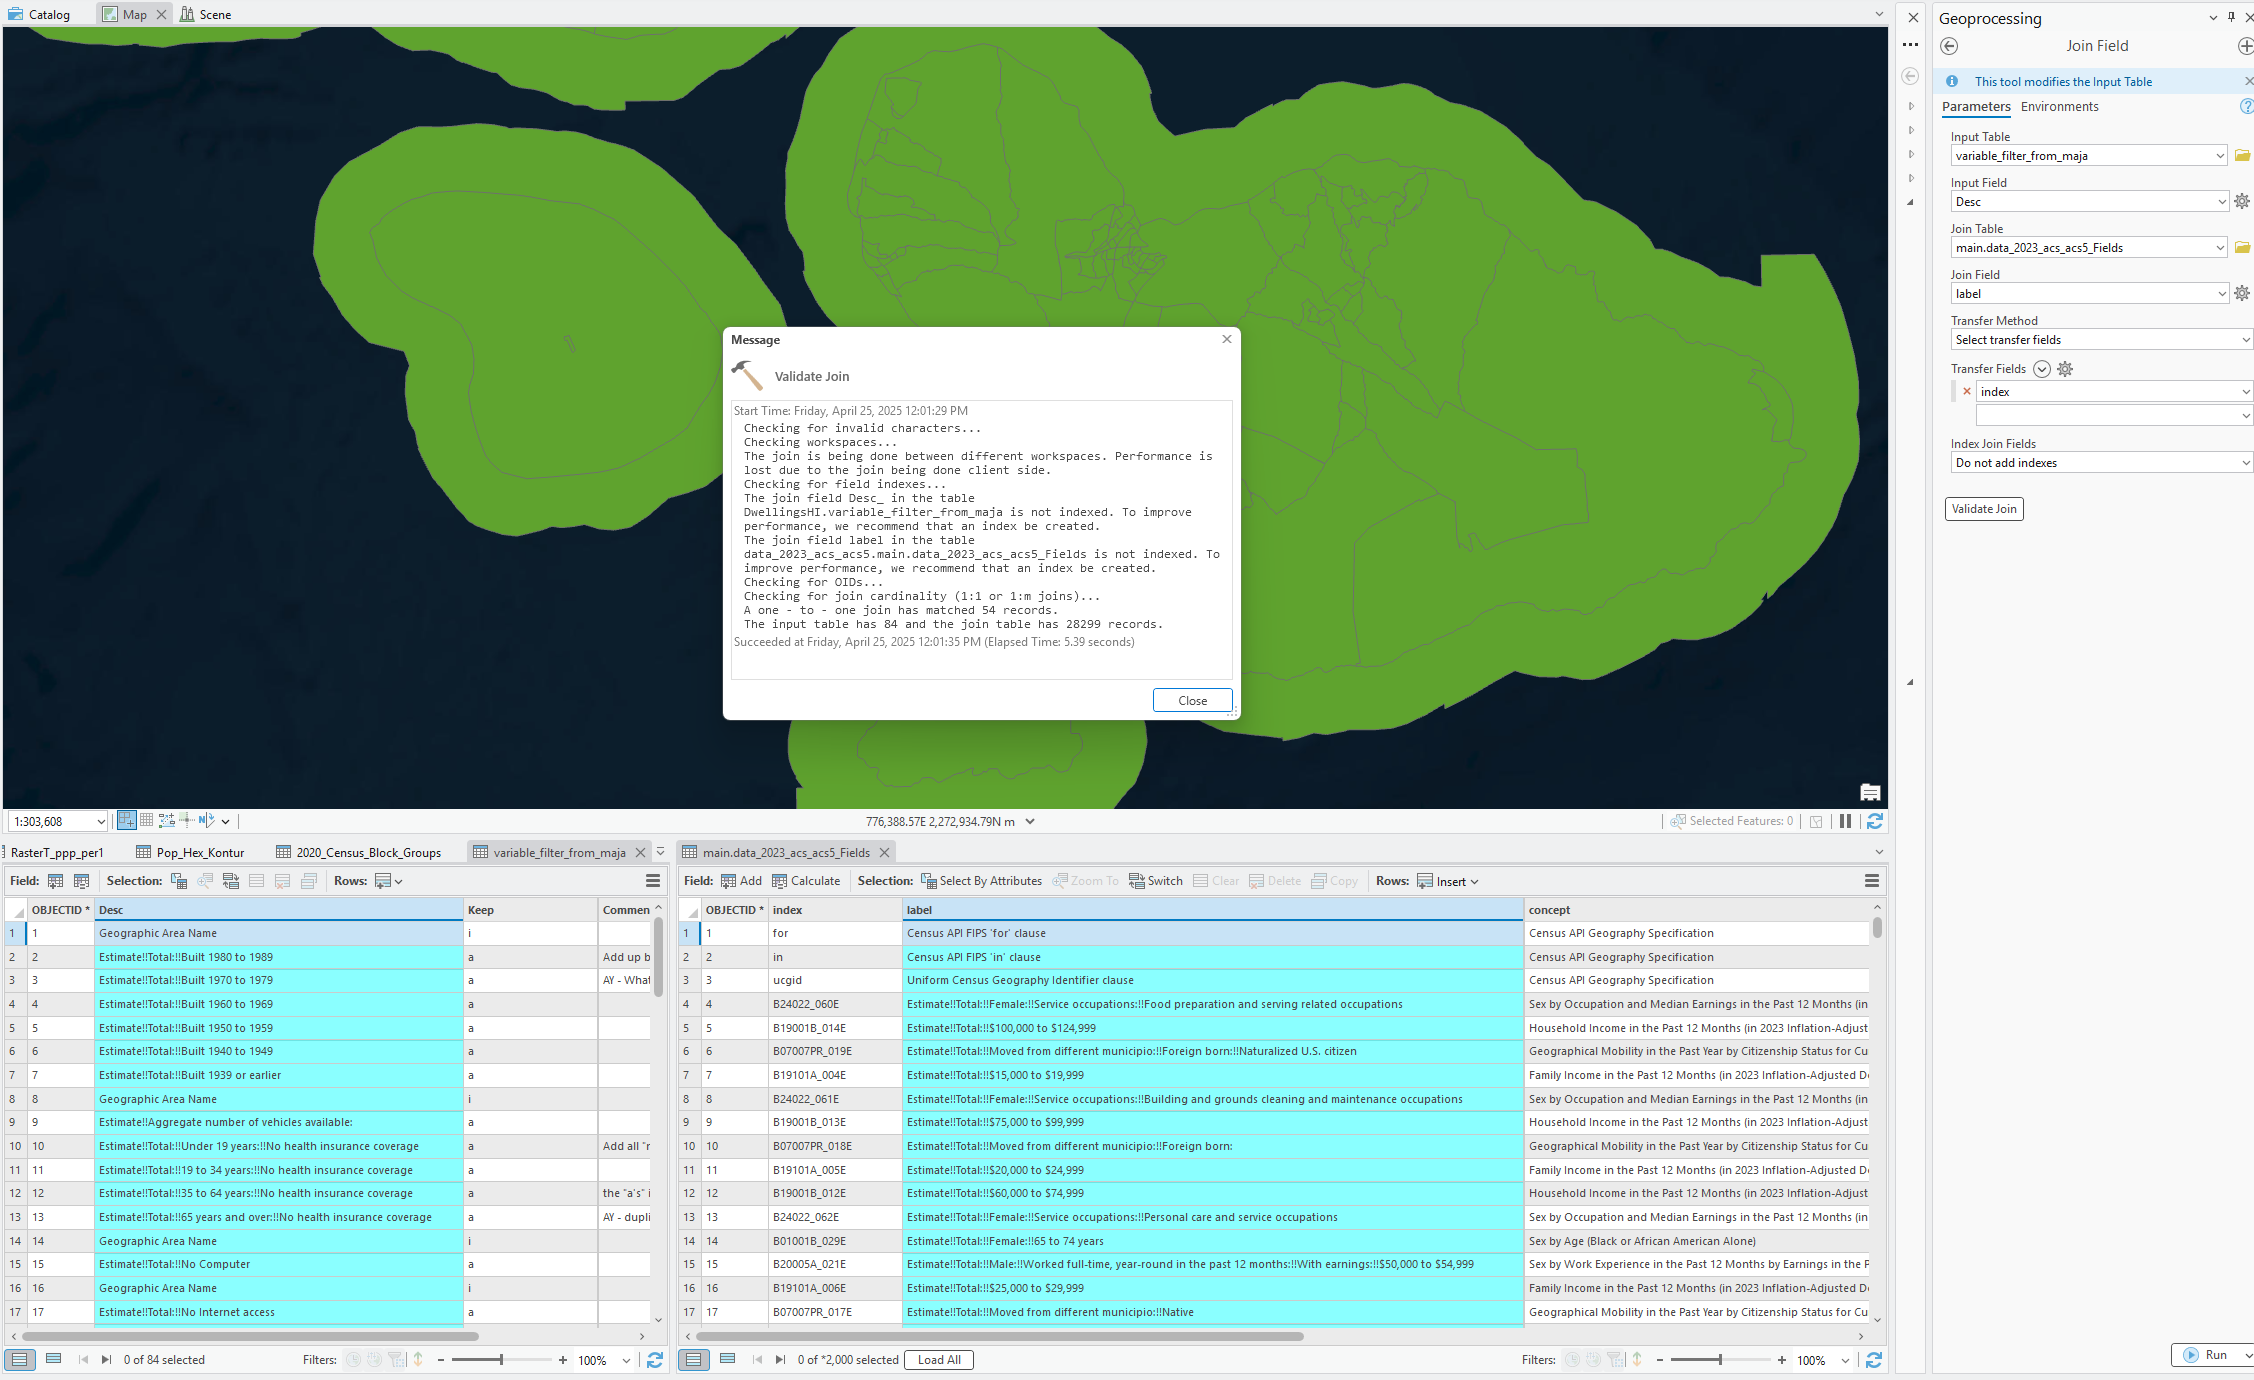 Catalog
Map
Scene
Geoprocessing
Join Field
This tool modifies the Input Table
Parameters Environments
Input Table
variable_filter_from_maja
Input Field
Desc
Join Table
main.data_2023_acs_acs5_Fields
Join Field
label
Transfer Method
Select transfer fields
Transfer Fields
index
Index Join Fields
Do not add indexes
Validate Join
Message
Validate Join
Start Time: Friday, April 25, 2025 12:01:29 PM
Checking for invalid characters...
Checking workspaces...
The join is being done between different workspaces. Performance is
lost due to the join being done client side.
Checking for field indexes...
The join field Desc_ in the table
DwellingsHI.variable_filter_from_maja is not indexed. To improve
performance, we recommend that an index be created.
The join field label in the table
data_2023_acs_acs5.main.data_2023_acs_acs5_Fields is not indexed. To
improve performance, we recommend that an index be created.
Checking for OIDs...
Checking for join cardinality (1:1 or 1:m joins)...
A one - to - one join has matched 54 records.
The input table has 84 and the join table has 28299 records.
Succeeded at Friday, April 25, 2025 12:01:35 PM (Elapsed Time: 5.39 seconds)
Close
1:303,608
776,388.57E 2,272,934.79N m
Selected Features: 0
RasterT_ppp_per1 Pop_Hex_Kontur 2020_Census_Block_Groups variable_filter_from_maja
Field: Selection: Rows:
OBJECTID * Desc Keep Commen
1 1 Geographic Area Name i
2 2 Estimate!!Total:!!Built 1980 to 1989 a Add up b
3 3 Estimate!!Total:!!Built 1970 to 1979 a AY - What
4 4 Estimate!!Total:!!Built 1960 to 1969 a
5 5 Estimate!!Total:!!Built 1950 to 1959 a
6 6 Estimate!!Total:!!Built 1940 to 1949 a
7 7 Estimate!!Total:!!Built 1939 or earlier a
8 8 Geographic Area Name i
9 9 Estimate!!Aggregate number of vehicles available: a
10 10 Estimate!!Total:!!Under 19 years:!!No health insurance coverage a Add all "r
11 11 Estimate!!Total:!!19 to 34 years:!!No health insurance coverage a
12 12 Estimate!!Total:!!35 to 64 years:!!No health insurance coverage a the "a's" i
13 13 Estimate!!Total:!!65 years and over:!!No health insurance coverage a AY - dupli
14 14 Geographic Area Name i
15 15 Estimate!!Total:!!No Computer a
16 16 Geographic Area Name i
17 17 Estimate!!Total:!!No Internet access a
0 of 84 selected
Filters:
100%
main.data_2023_acs_acs5_Fields
Field: Add Calculate Selection: Select By Attributes Zoom To Switch Clear Delete Copy Rows: Insert
OBJECTID * index label concept
1 1 for Census API FIPS 'for' clause Census API Geography Specification
2 2 in Census API FIPS 'in' clause Census API Geography Specification
3 3 ucgid Uniform Census Geography Identifier clause Census API Geography Specification
4 4 B24022_060E Estimate!!Total:!!Female:!!Service occupations:!!Food preparation and serving related occupations Sex by Occupation and Median Earnings in the Past 12 Months (in
5 5 B19001B_014E Estimate!!Total:!!$100,000 to $124,999 Household Income in the Past 12 Months (in 2023 Inflation-Adjust
6 6 B07007PR_019E Estimate!!Total:!!Moved from different municipio:!!Foreign born:!!Naturalized U.S. citizen Geographical Mobility in the Past Year by Citizenship Status for Cu
7 7 B19101A_004E Estimate!!Total:!!$15,000 to $19,999 Family Income in the Past 12 Months (in 2023 Inflation-Adjusted Do
8 8 B24022_061E Estimate!!Total:!!Female:!!Service occupations:!!Building and grounds cleaning and maintenance occupations Sex by Occupation and Median Earnings in the Past 12 Months (in
9 9 B19001B_013E Estimate!!Total:!!$75,000 to $99,999 Household Income in the Past 12 Months (in 2023 Inflation-Adjust
10 10 B07007PR_018E Estimate!!Total:!!Moved from different municipio:!!Foreign born: Geographical Mobility in the Past Year by Citizenship Status for Cu
11 11 B19101A_005E Estimate!!Total:!!$20,000 to $24,999 Family Income in the Past 12 Months (in 2023 Inflation-Adjusted Do
12 12 B19001B_012E Estimate!!Total:!!$60,000 to $74,999 Household Income in the Past 12 Months (in 2023 Inflation-Adjust
13 13 B24022_062E Estimate!!Total:!!Female:!!Service occupations:!!Personal care and service occupations Sex by Occupation and Median Earnings in the Past 12 Months (in
14 14 B01001B_029E Estimate!!Total:!!Female:!!65 to 74 years Sex by Age (Black or African American Alone)
15 15 B20005A_021E Estimate!!Total:!!Male:!!Worked full-time, year-round in the past 12 months:!!With earnings:!!$50,000 to $54,999 Sex by Work Experience in the Past 12 Months by Earnings in the P
16 16 B19101A_006E Estimate!!Total:!!$25,000 to $29,999 Family Income in the Past 12 Months (in 2023 Inflation-Adjusted Do
17 17 B07007PR_017E Estimate!!Total:!!Moved from different municipio:!!Native Geographical Mobility in the Past Year by Citizenship Status for Cu
0 of *2,000 selected
Load All
Filters:
100%
Run